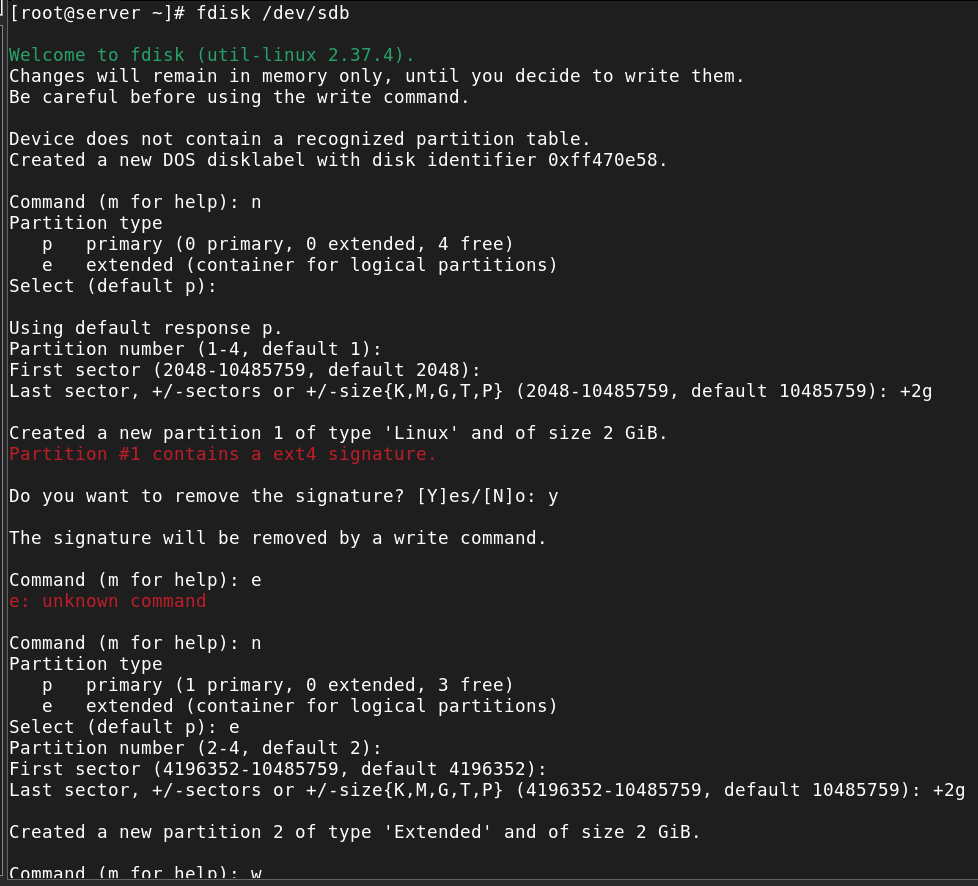 [root@server ~]# fdisk /dev/sdb
Welcome to fdisk (util-linux 2.37.4).
Changes will remain in memory only, until you decide to write them.
Be careful before using the write command.
Device does not contain a recognized partition table.
Created a new DOS disklabel with disk identifier 0xff470e58.
Command (m for help): n
Partition type
   p   primary (0 primary, 0 extended, 4 free)
   e   extended (container for logical partitions)
Select (default p):
Using default response p.
Partition number (1-4, default 1):
First sector (2048-10485759, default 2048):
Last sector, +/-sectors or +/-size{K,M,G,T,P} (2048-10485759, default 10485759): +2g
Created a new partition 1 of type 'Linux' and of size 2 GiB.
Partition #1 contains a ext4 signature.
Do you want to remove the signature? [Y]es/[N]o: y
The signature will be removed by a write command.
Command (m for help): e
e: unknown command
Command (m for help): n
Partition type
   p   primary (1 primary, 0 extended, 3 free)
   e   extended (container for logical partitions)
Select (default p): e
Partition number (2-4, default 2):
First sector (4196352-10485759, default 4196352):
Last sector, +/-sectors or +/-size{K,M,G,T,P} (4196352-10485759, default 10485759): +2g
Created a new partition 2 of type 'Extended' and of size 2 GiB.
Command (m for help): w